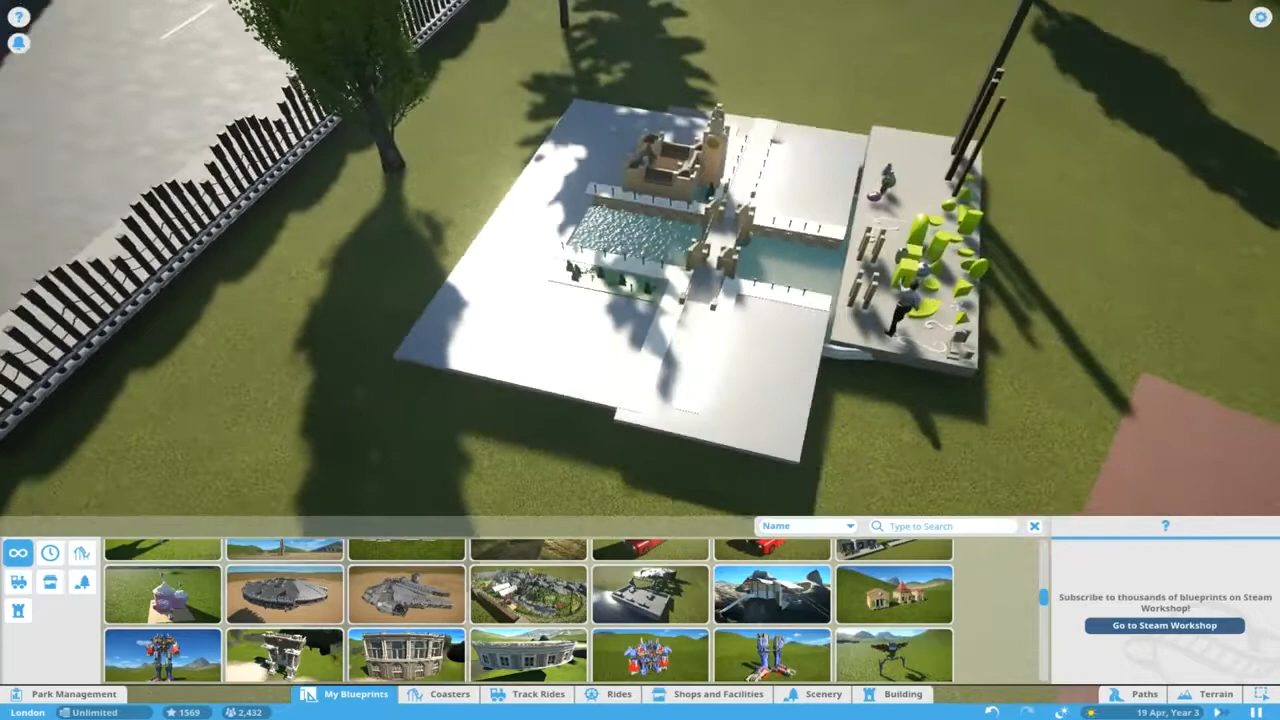 ?
Name
Type to Search
?
Subscribe to thousands of blueprints on Steam
Workshop!
Go to Steam Workshop
Park Management
My Blueprints
Coasters
Track Rides
Rides
Shops and Facilities
Scenery
Building
Paths
Terrain
London
Unlimited
1569
2,432
19 Apr, Year 3